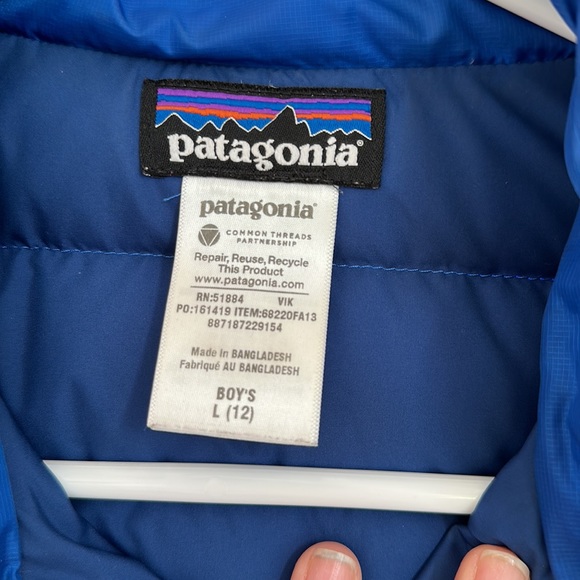 patagonia®
patagonia®
COMMON THREADS
PARTNERSHIP
Repair, Reuse, Recycle
This Product
www.patagonia.com
RN:51884 VIK
PO:161419 ITEM:68220FA13
887187229154
Made in BANGLADESH
Fabriqué AU BANGLADESH
BOY'S
L (12)